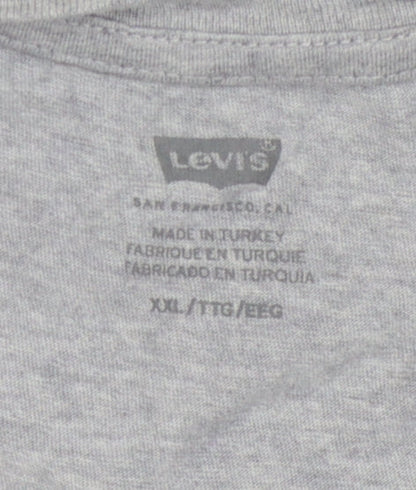 Levi's®
SAN FRANCISCO, CAL
MADE IN TURKEY
FABRIQUE EN TURQUIE
FABRICADO EN TURQUIA
XXL/TTG/EEG